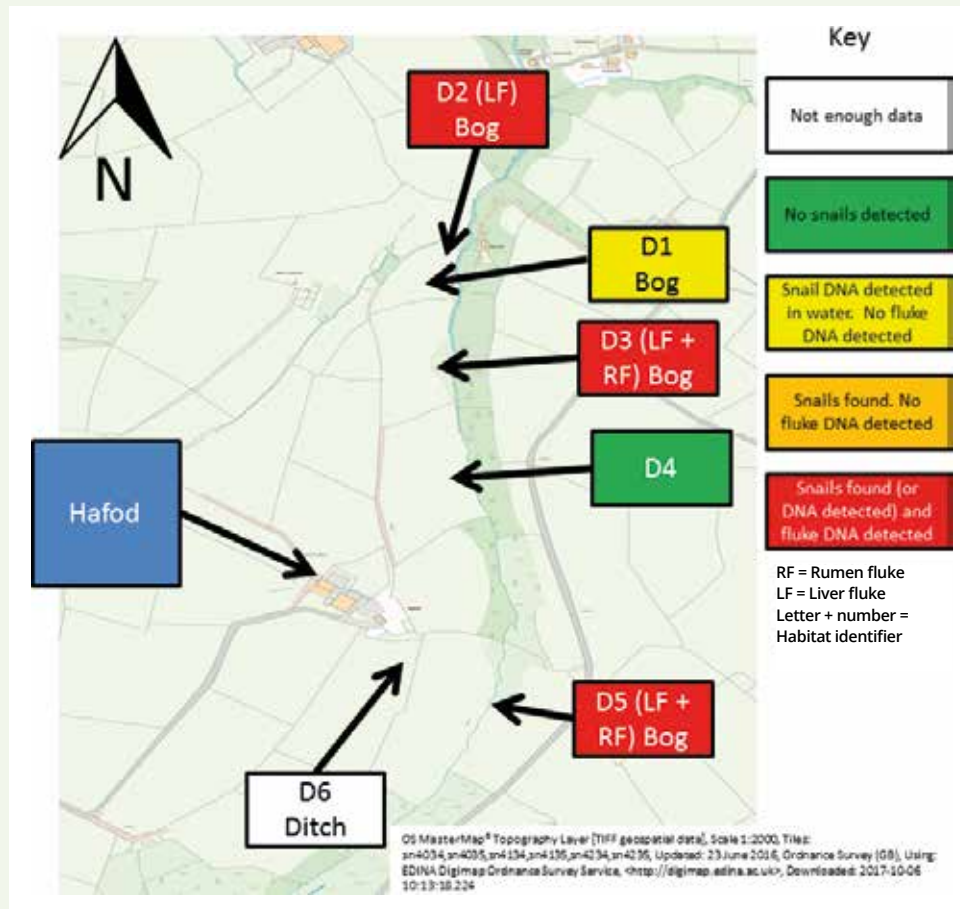 Key
N
D2 (LF)
Bog
D1
Bog
D3 (LF +
RF) Bog
D4
Hafod
D5 (LF +
RF) Bog
D6
Ditch
Not enough data
No snails detected
Snail DNA detected
in water. No fluke
DNA detected
Snails found. No
fluke DNA detected
Snails found (or
DNA detected) and
fluke DNA detected
RF = Rumen fluke
LF = Liver fluke
Letter + number =
Habitat identifier
OS MasterMap® Topography Layer [TIFF geospatial data], Scale 1:2000, Tiles:
sn4034,sn4035,sn4134,sn4135,sn4234,sn4235, Updated: 23 June 2016, Ordnance Survey (GB), Using:
EDINA Digimap Ordnance Survey Service, <http://digimap.edina.ac.uk>, Downloaded: 2017-10-06
10:13:18.224